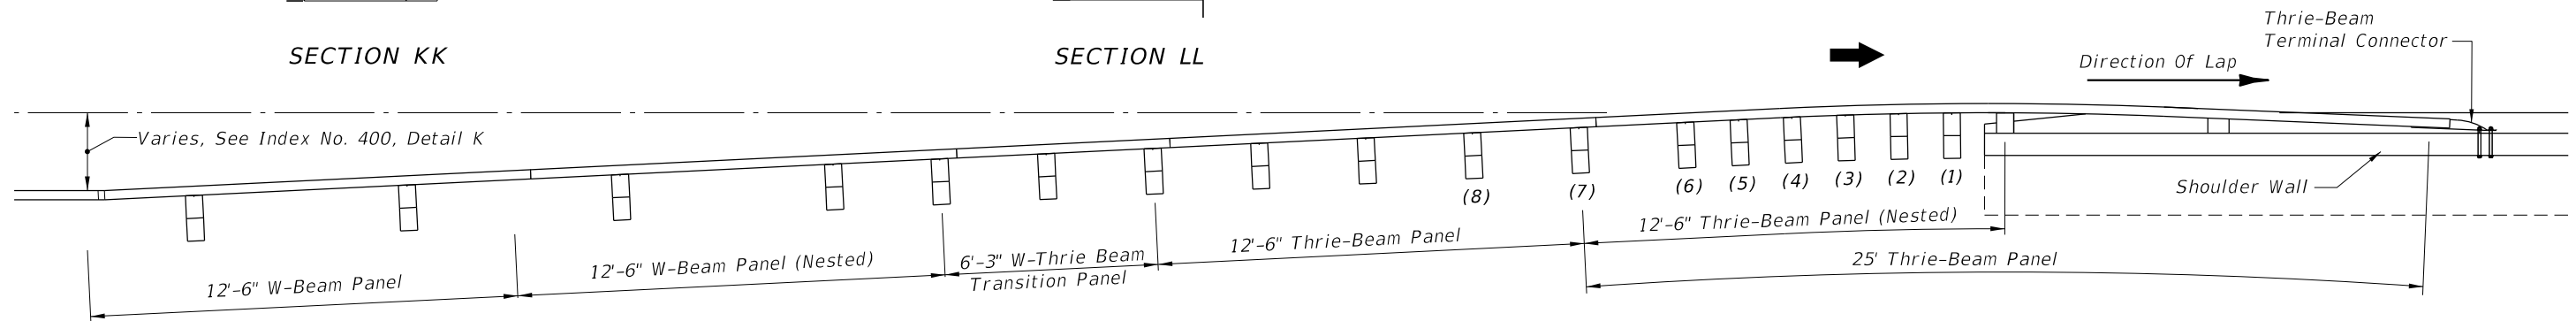 SECTION KK
SECTION LL
Thrie-Beam
Terminal Connector
Direction Of Lap
Varies, See Index No. 400, Detail K
Shoulder Wall
(8)
(7)
(6)
(5)
(4)
(3)
(2)
(1)
12'-6" W-Beam Panel
12'-6" W-Beam Panel (Nested)
6'-3" W-Thrie Beam
Transition Panel
12'-6" Thrie-Beam Panel
12'-6" Thrie-Beam Panel (Nested)
25' Thrie-Beam Panel